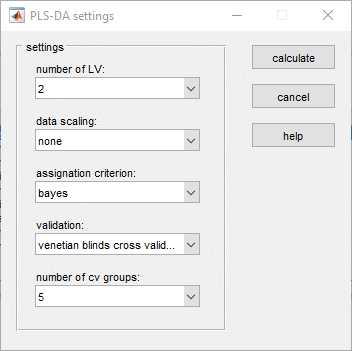 PLS-DA settings
settings
number of LV:
2
data scaling:
none
assignation criterion:
bayes
validation:
venetian blinds cross valid...
number of cv groups:
5
calculate
cancel
help